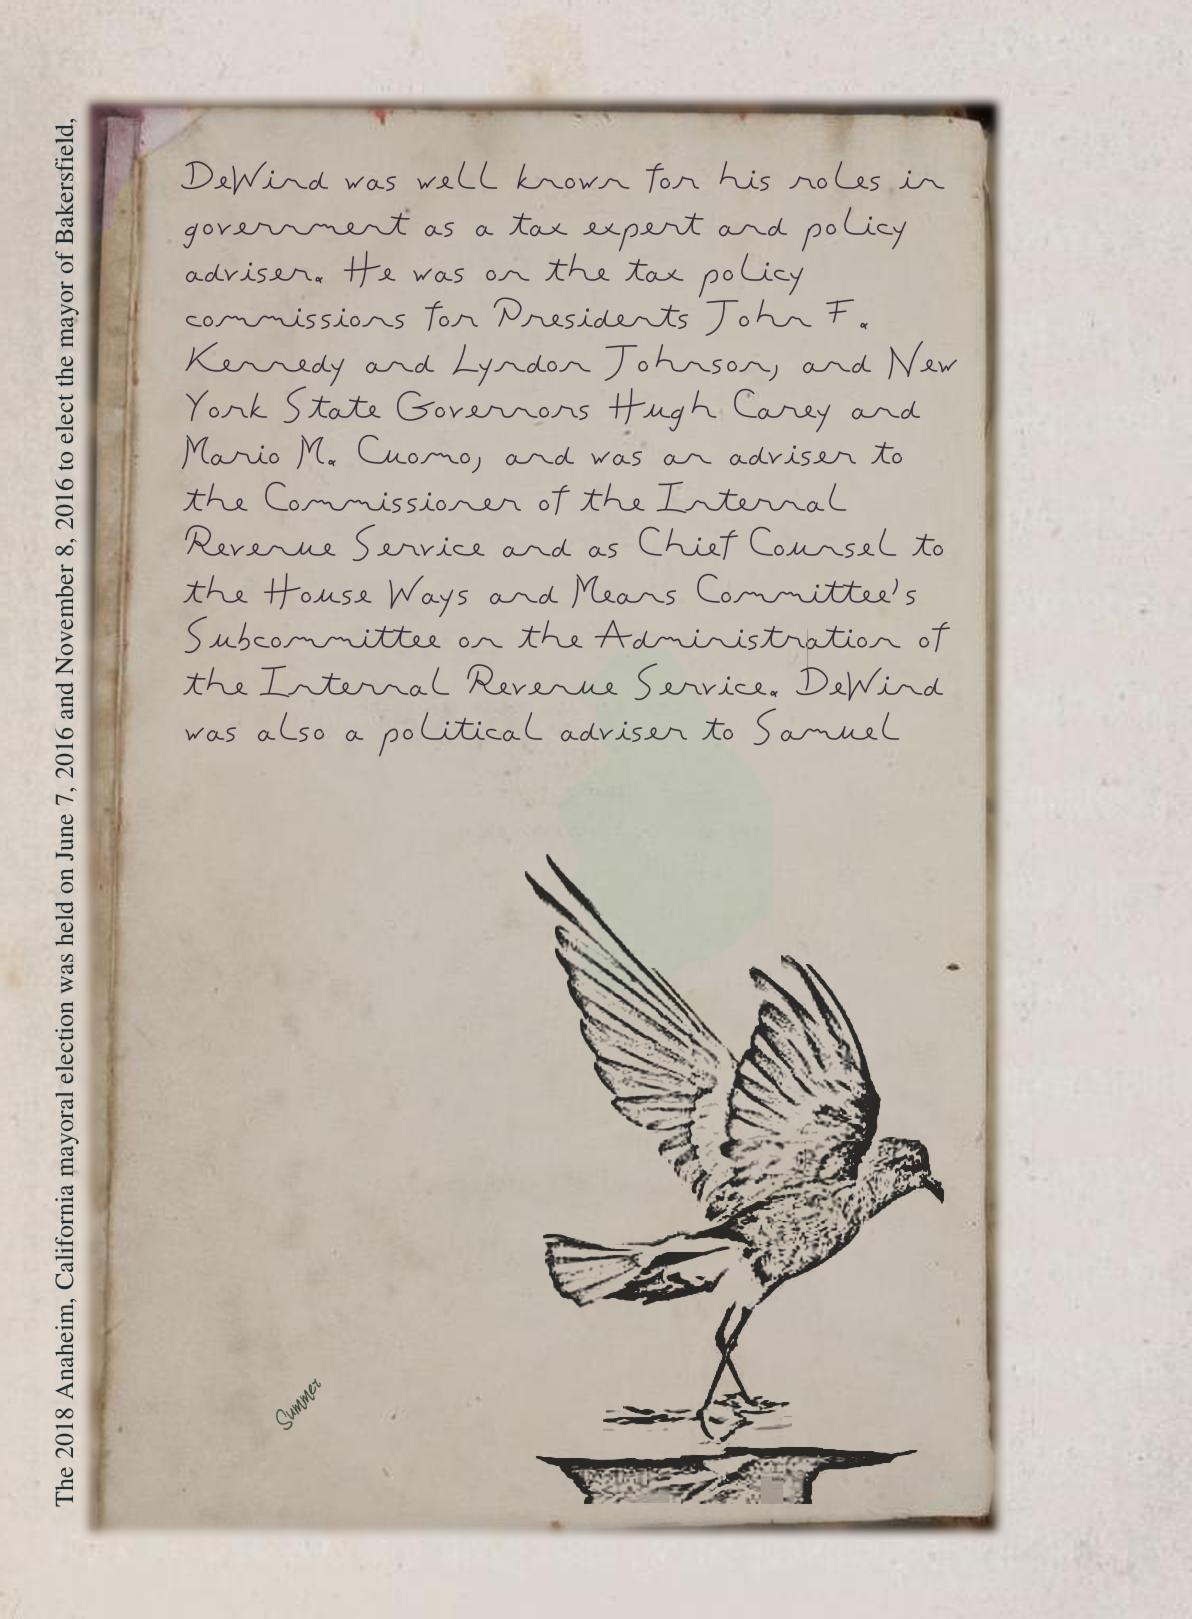 The 2018 Anaheim, California mayoral election was held on June 7, 2016 and November 8, 2016 to elect the mayor of Bakersfield,
DeWind was well known for his roles in
government as a tax expert and policy
adviser. He was on the tax policy
commissions for Presidents John F.
Kennedy and Lyndon Johnson, and New
York State Governors Hugh Carey and
Mario M. Cuomo, and was an adviser to
the Commissioner of the Internal
Revenue Service and as Chief Counsel to
the House Ways and Means Committee's
Subcommittee on the Administration of
the Internal Revenue Service. DeWind
was also a political adviser to Samuel
Summer